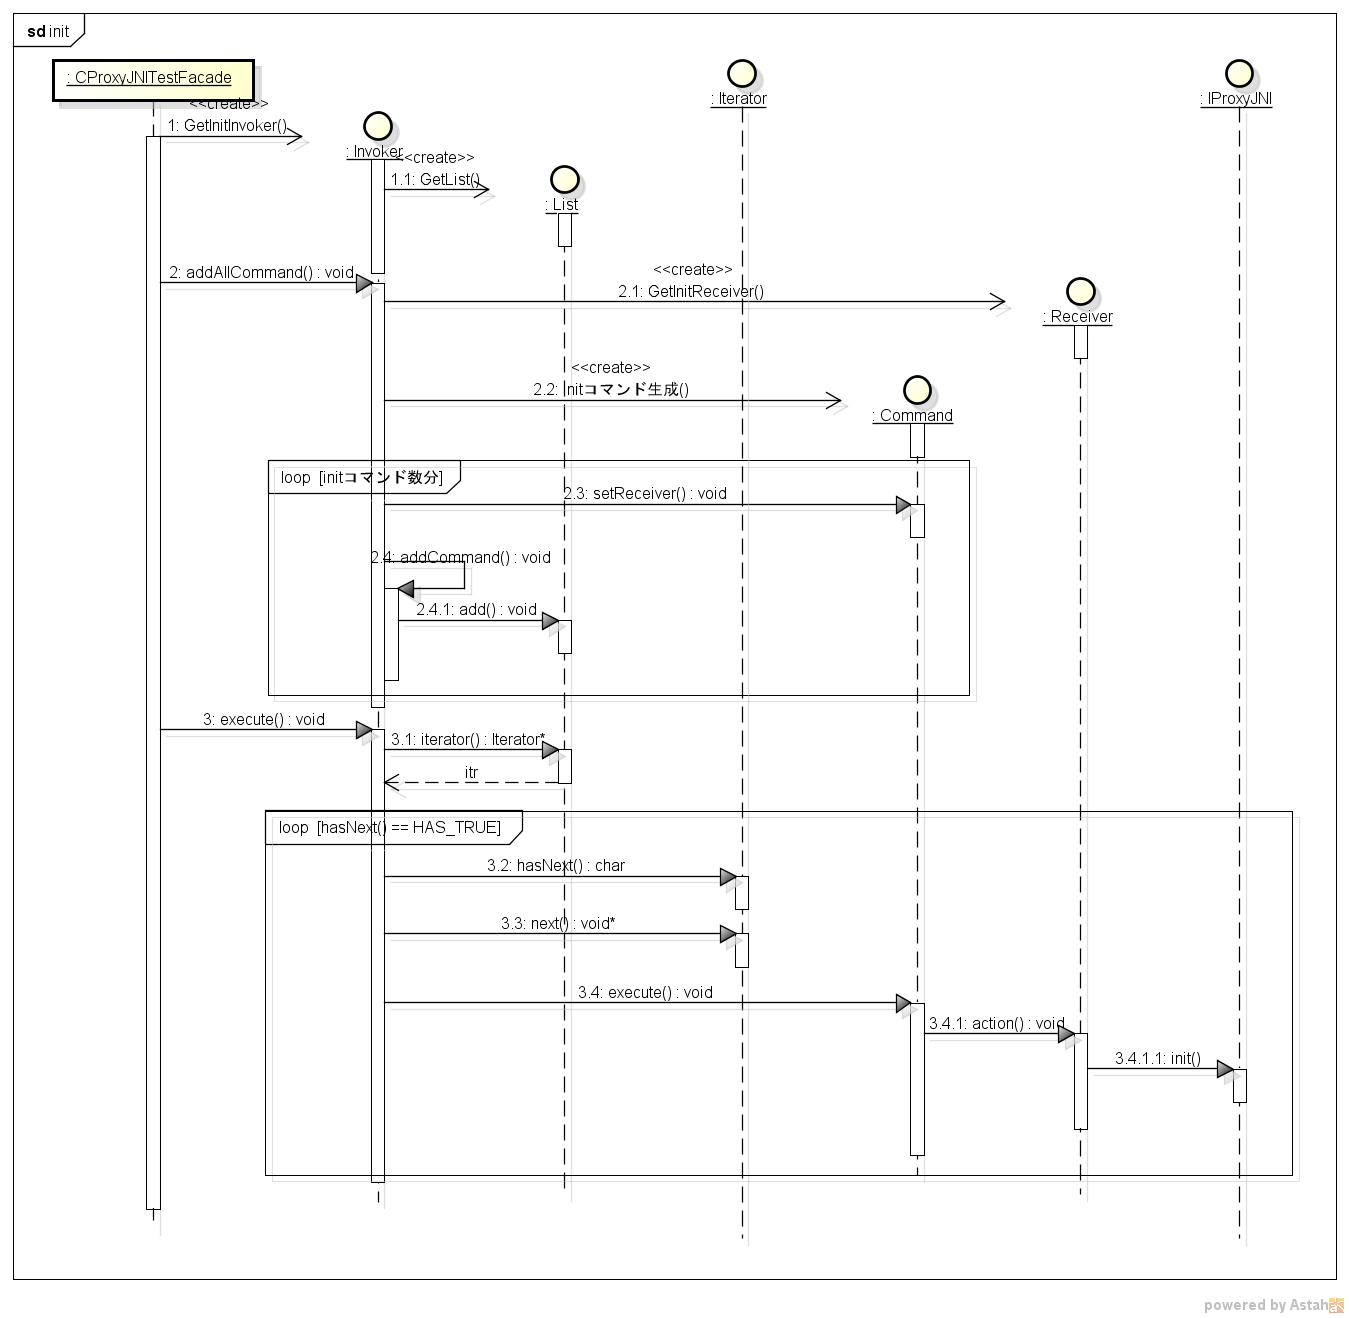 sd init
: CProxyJNITestFacade
: Iterator
: IProxyJNI
<<create>>
1: GetInitInvoker()
: Invoker
<<create>>
1.1: GetList()
: List
2: addAllCommand() : void
<<create>>
2.1: GetInitReceiver()
: Receiver
<<create>>
2.2: Initコマンド生成()
: Command
loop [initコマンド数分]
2.3: setReceiver() : void
2.4: addCommand() : void
2.4.1: add() : void
3: execute() : void
3.1: iterator() : Iterator*
itr
loop [hasNext() == HAS_TRUE]
3.2: hasNext() : char
3.3: next() : void*
3.4: execute() : void
3.4.1: action() : void
3.4.1.1: init()
powered by Astah